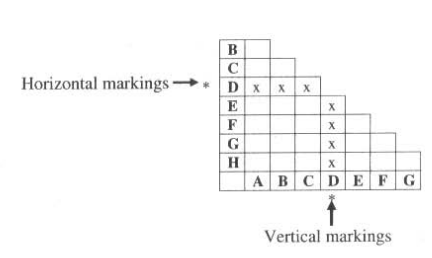 B
C
Horizontal markings * D x x x
E x
F x
G x
H x
A B C D E F G
*
Vertical markings